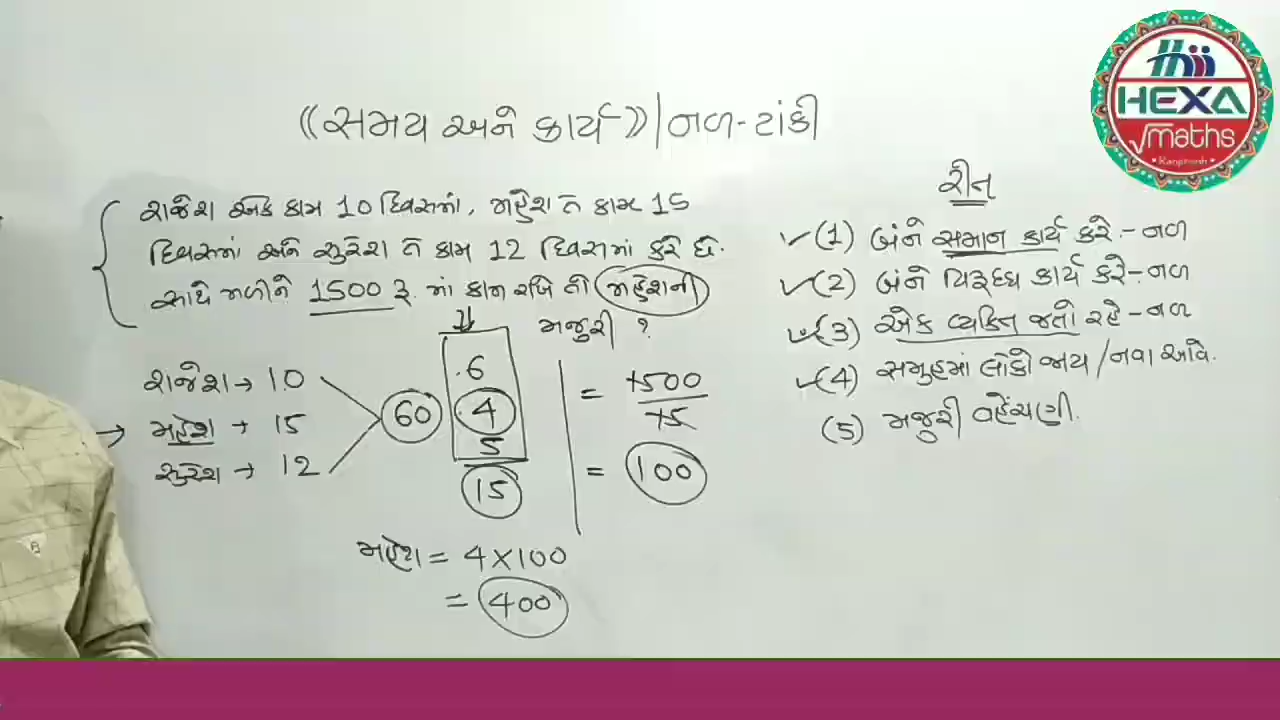 《સમય અને કાર્ય》|નળ-ટાંકી
રાજેશ એક કામ 10 દિવસમાં, મહેશ તે કામ 15
દિવસમાં અને સુરેશ તે કામ 12 દિવસમાં કરે છે.
સાથે મળીને 1500 રૂ. માં કામ રાખે તો મહેશની
મજુરી ?
રાજેશ → 10
→ મહેશ → 15
સુરેશ → 12
60
6
4
5
15
= 1500
15
= 100
મહેશ = 4×100
= 400
રીત
(1) બંને સમાન કાર્ય કરે.- નળ
(2) બંને વિરૂધ્ધ કાર્ય કરે- નળ
(3) એક વ્યકિત જતો રહે - નળ
(4) સમુહમાં લોકો જાય / નવા આવે.
(5) મજુરી વહેંચણી.
HEXA
√maths